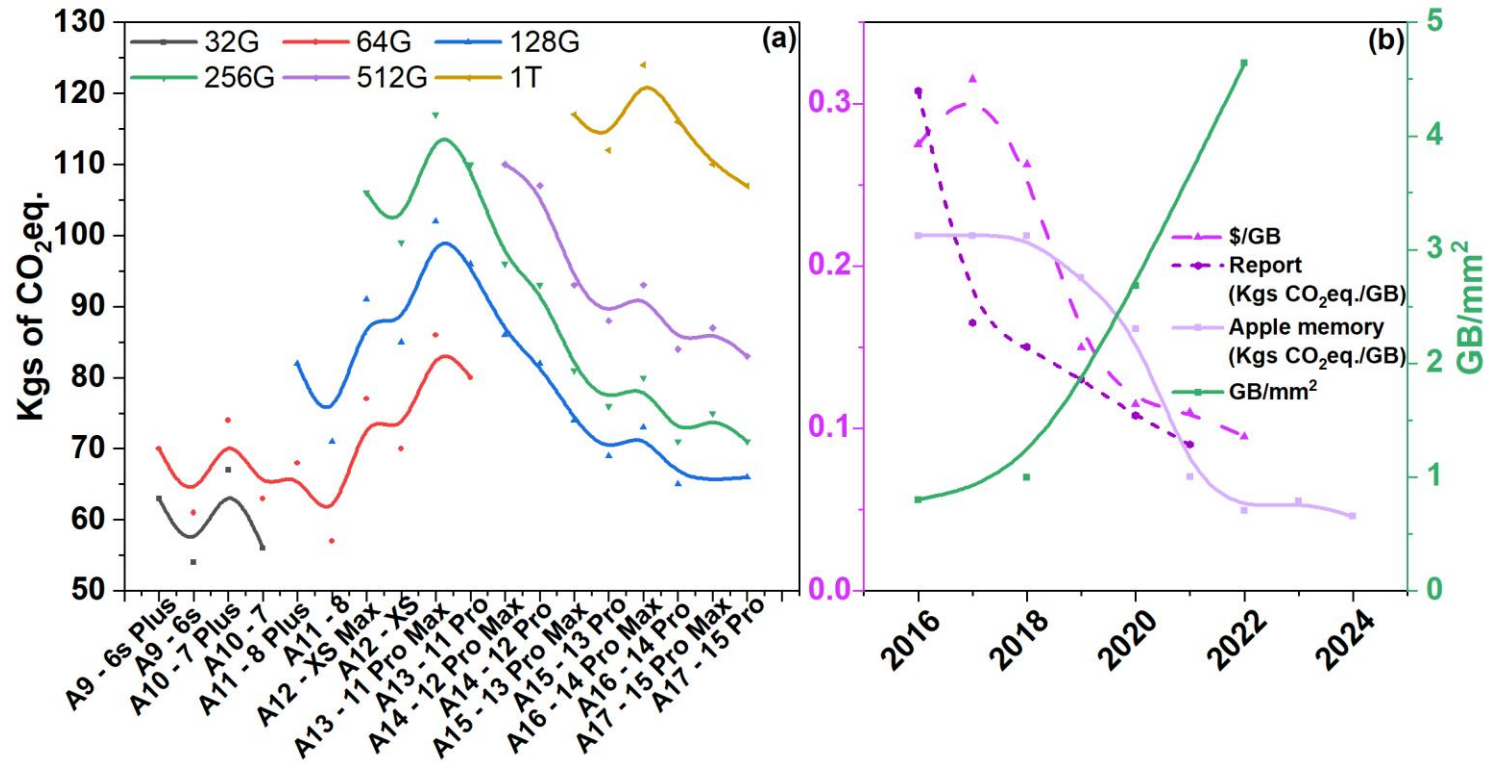 (a)
32G 64G 128G
256G 512G 1T
Kgs of CO₂eq.
130
120
110
100
90
80
70
60
50
A9 - 6s Plus
A9 - 6s
A10 - 7 Plus
A10 - 7
A11 - 8 Plus
A11 - 8
A12 - XS Max
A12 - XS
A13 - 11 Pro Max
A13 - 11 Pro
A14 - 12 Pro Max
A14 - 12 Pro
A15 - 13 Pro Max
A15 - 13 Pro
A16 - 14 Pro Max
A16 - 14 Pro
A17 - 15 Pro Max
A17 - 15 Pro
(b)
0.3
0.2
0.1
0.0
$/GB
Report
(Kgs CO₂eq./GB)
Apple memory
(Kgs CO₂eq./GB)
GB/mm²
5
4
3
2
1
0
GB/mm²
2016
2018
2020
2022
2024